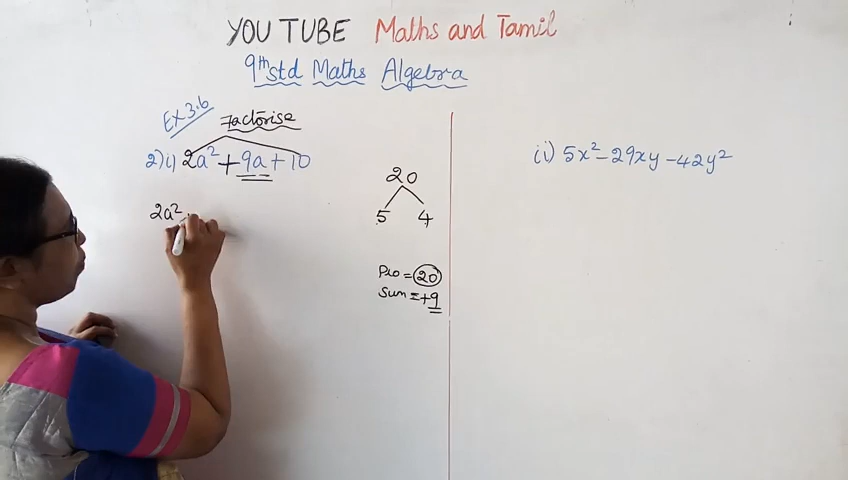 YOU TUBE Maths and Tamil
9th std Maths Algebra
Ex 3.6
Factorise
2) i) 2a² + 9a + 10
2a²
20
5 4
Pro = 20
Sum = +9
ii) 5x² - 29xy - 42y²